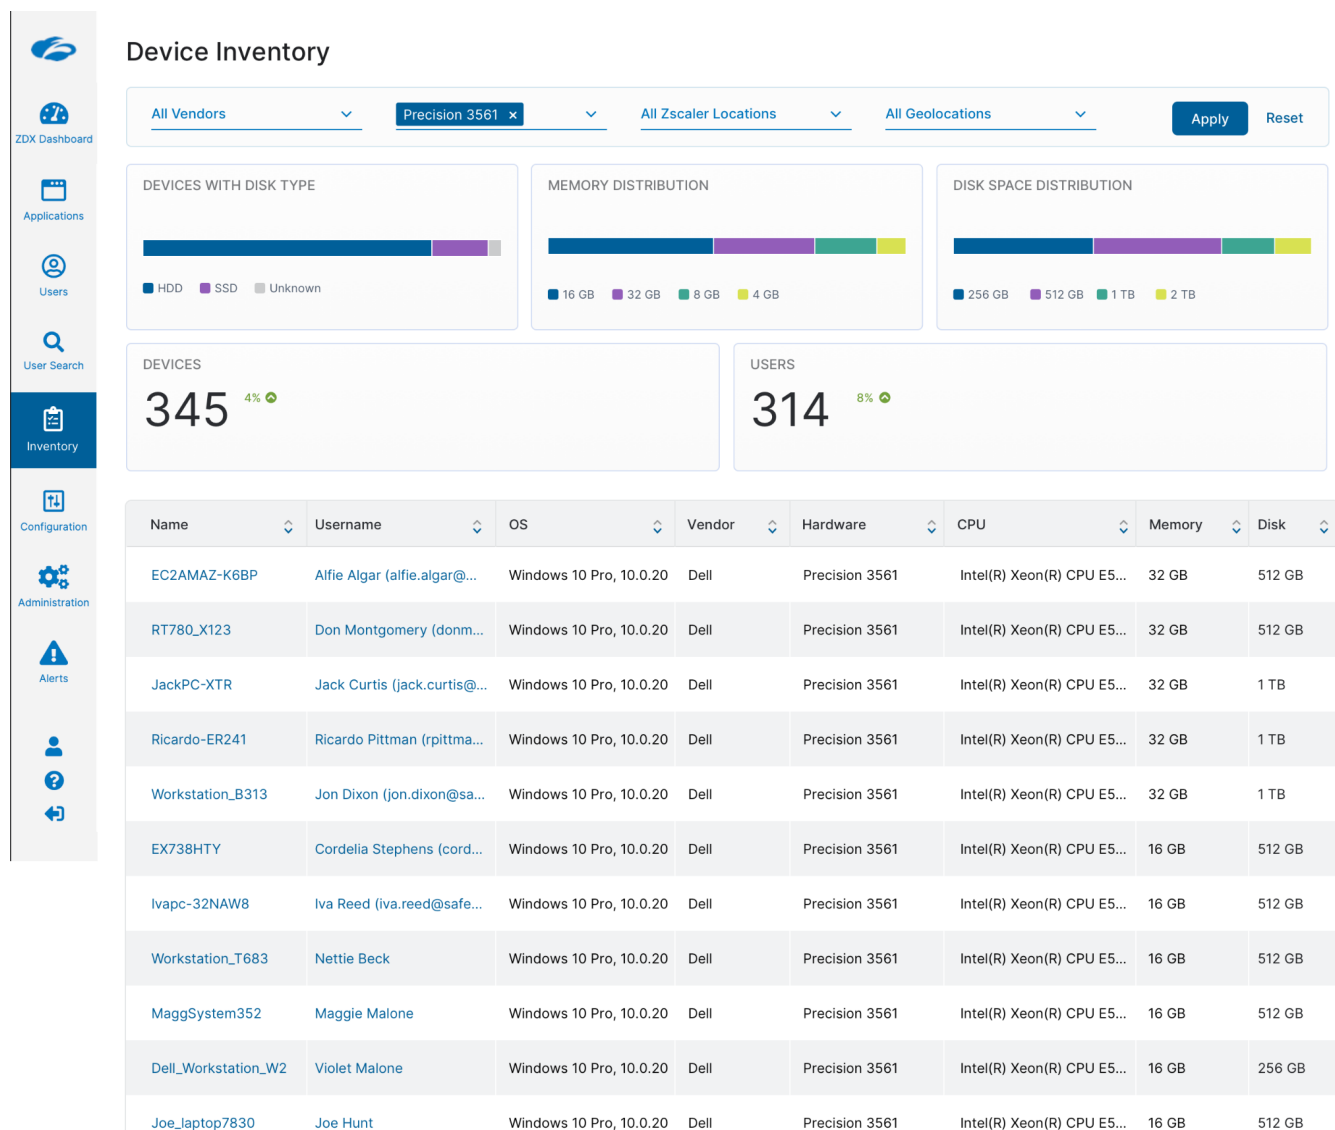 Device Inventory
ZDX Dashboard
Applications
Users
User Search
Inventory
Configuration
Administration
Alerts
All Vendors
Precision 3561 ×
All Zscaler Locations
All Geolocations
Apply
Reset
DEVICES WITH DISK TYPE
HDD SSD Unknown
MEMORY DISTRIBUTION
16 GB 32 GB 8 GB 4 GB
DISK SPACE DISTRIBUTION
256 GB 512 GB 1 TB 2 TB
DEVICES
345 4%
USERS
314 8%
Name Username OS Vendor Hardware CPU Memory Disk
EC2AMAZ-K6BP Alfie Algar (alfie.algar@... Windows 10 Pro, 10.0.20 Dell Precision 3561 Intel(R) Xeon(R) CPU E5... 32 GB 512 GB
RT780_X123 Don Montgomery (donm... Windows 10 Pro, 10.0.20 Dell Precision 3561 Intel(R) Xeon(R) CPU E5... 32 GB 512 GB
JackPC-XTR Jack Curtis (jack.curtis@... Windows 10 Pro, 10.0.20 Dell Precision 3561 Intel(R) Xeon(R) CPU E5... 32 GB 1 TB
Ricardo-ER241 Ricardo Pittman (rpittma... Windows 10 Pro, 10.0.20 Dell Precision 3561 Intel(R) Xeon(R) CPU E5... 32 GB 1 TB
Workstation_B313 Jon Dixon (jon.dixon@sa... Windows 10 Pro, 10.0.20 Dell Precision 3561 Intel(R) Xeon(R) CPU E5... 32 GB 1 TB
EX738HTY Cordelia Stephens (cord... Windows 10 Pro, 10.0.20 Dell Precision 3561 Intel(R) Xeon(R) CPU E5... 16 GB 512 GB
Ivapc-32NAW8 Iva Reed (iva.reed@safe... Windows 10 Pro, 10.0.20 Dell Precision 3561 Intel(R) Xeon(R) CPU E5... 16 GB 512 GB
Workstation_T683 Nettie Beck Windows 10 Pro, 10.0.20 Dell Precision 3561 Intel(R) Xeon(R) CPU E5... 16 GB 512 GB
MaggSystem352 Maggie Malone Windows 10 Pro, 10.0.20 Dell Precision 3561 Intel(R) Xeon(R) CPU E5... 16 GB 512 GB
Dell_Workstation_W2 Violet Malone Windows 10 Pro, 10.0.20 Dell Precision 3561 Intel(R) Xeon(R) CPU E5... 16 GB 256 GB
Joe_laptop7830 Joe Hunt Windows 10 Pro, 10.0.20 Dell Precision 3561 Intel(R) Xeon(R) CPU E5... 16 GB 512 GB